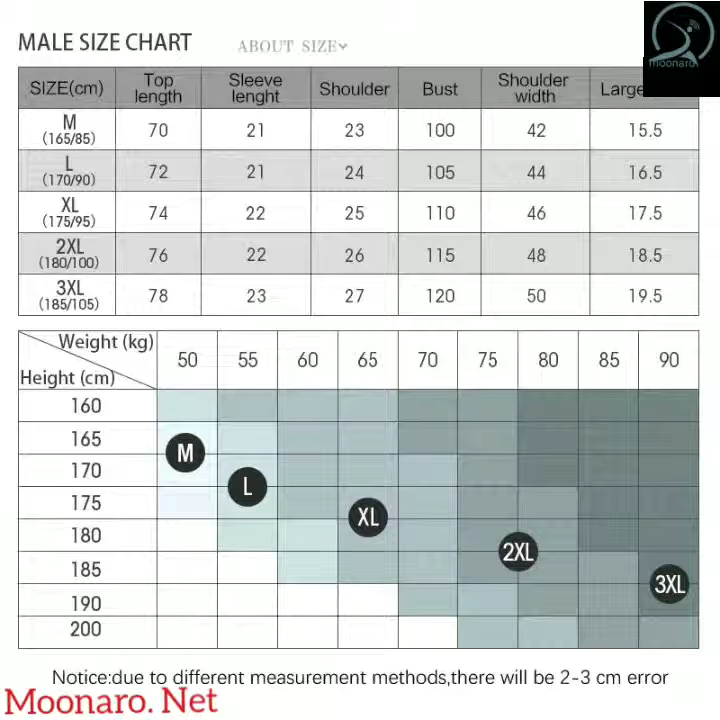 MALE SIZE CHART
ABOUT SIZE
moonaro.
SIZE(cm) Top length Sleeve lenght Shoulder Bust Shoulder width Large
M (165/85) 70 21 23 100 42 15.5
L (170/90) 72 21 24 105 44 16.5
XL (175/95) 74 22 25 110 46 17.5
2XL (180/100) 76 22 26 115 48 18.5
3XL (185/105) 78 23 27 120 50 19.5
Weight (kg) 50 55 60 65 70 75 80 85 90
Height (cm)
160
165
M
170
L
175
XL
180
2XL
185
3XL
190
200
Notice:due to different measurement methods,there will be 2-3 cm error
Moonaro. Net